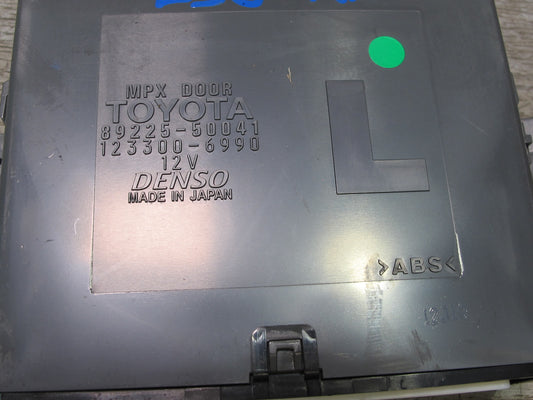 MPX DOOR
TOYOTA
89225-50041
123300-6990
12V
DENSO
MADE IN JAPAN
L
>ABS<